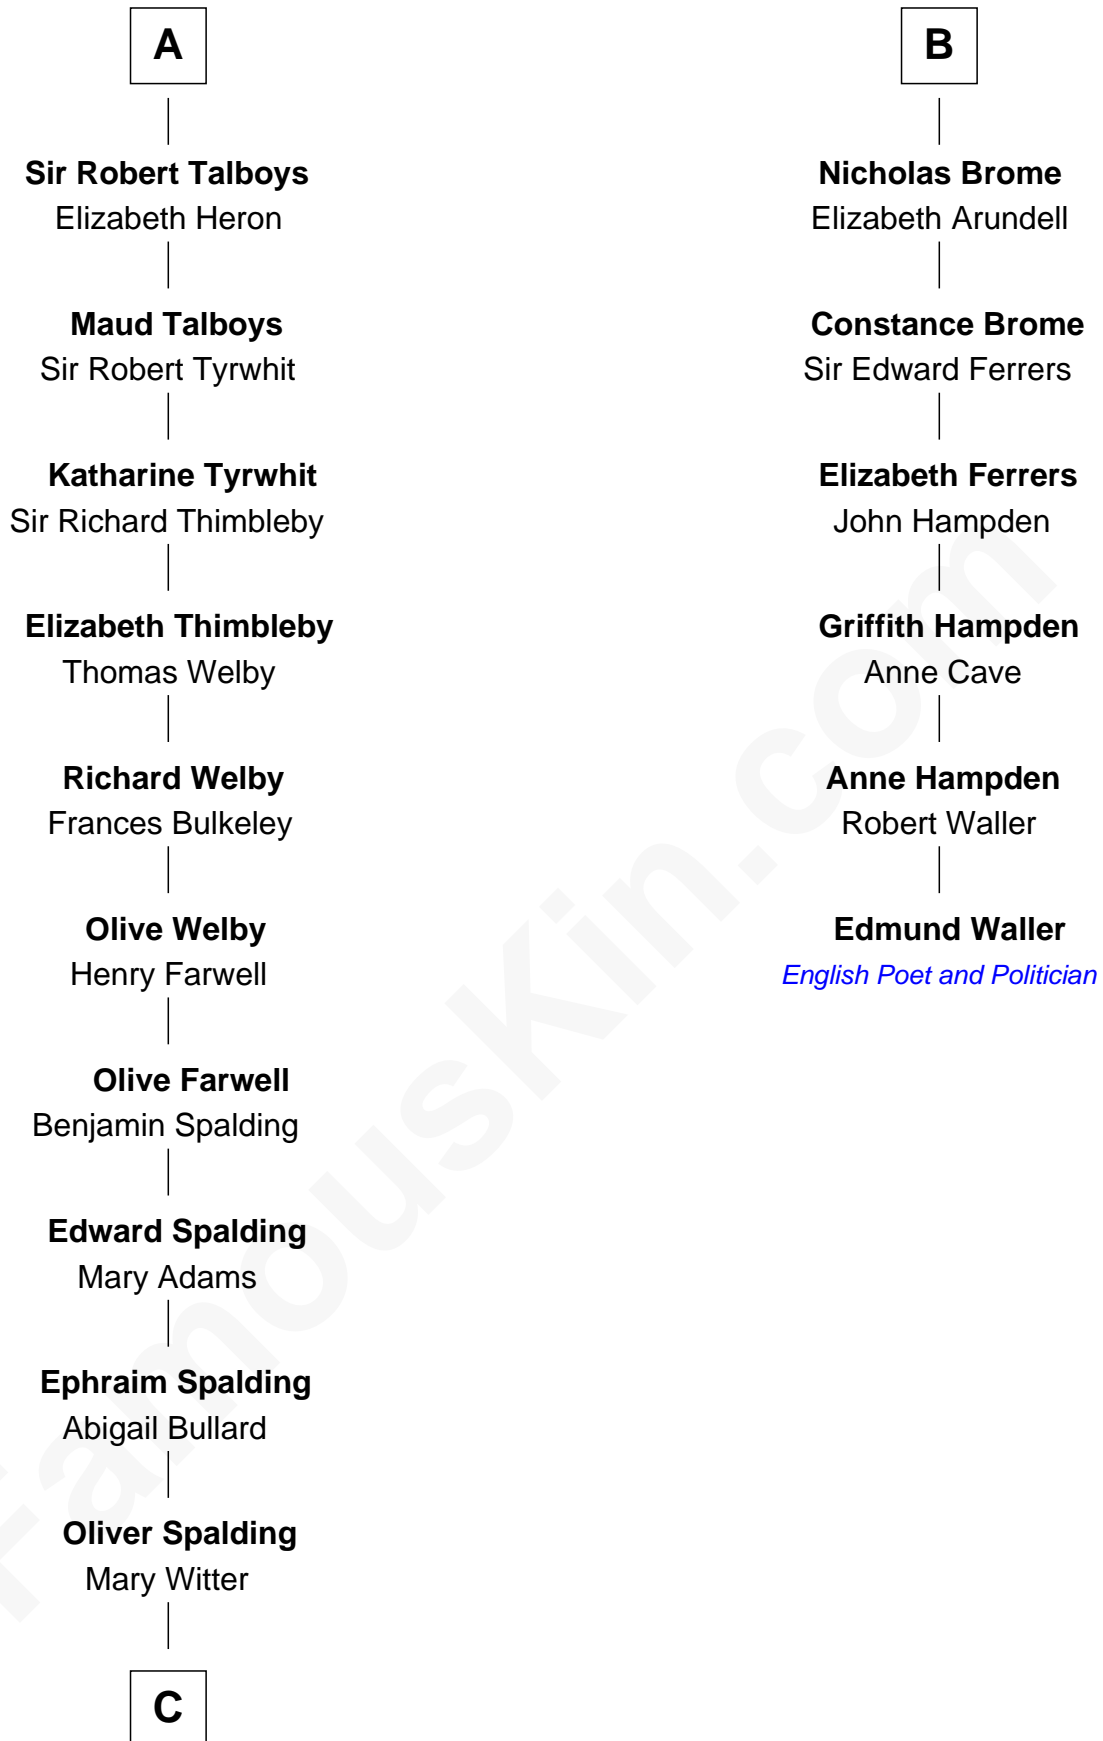 A
Sir Robert Talboys
Elizabeth Heron
Maud Talboys
Sir Robert Tyrwhit
Katharine Tyrwhit
Sir Richard Thimbleby
Elizabeth Thimbleby
Thomas Welby
Richard Welby
Frances Bulkeley
Olive Welby
Henry Farwell
Olive Farwell
Benjamin Spalding
Edward Spalding
Mary Adams
Ephraim Spalding
Abigail Bullard
Oliver Spalding
Mary Witter
C
B
Nicholas Brome
Elizabeth Arundell
Constance Brome
Sir Edward Ferrers
Elizabeth Ferrers
John Hampden
Griffith Hampden
Anne Cave
Anne Hampden
Robert Waller
Edmund Waller
English Poet and Politician
FamousKin.com